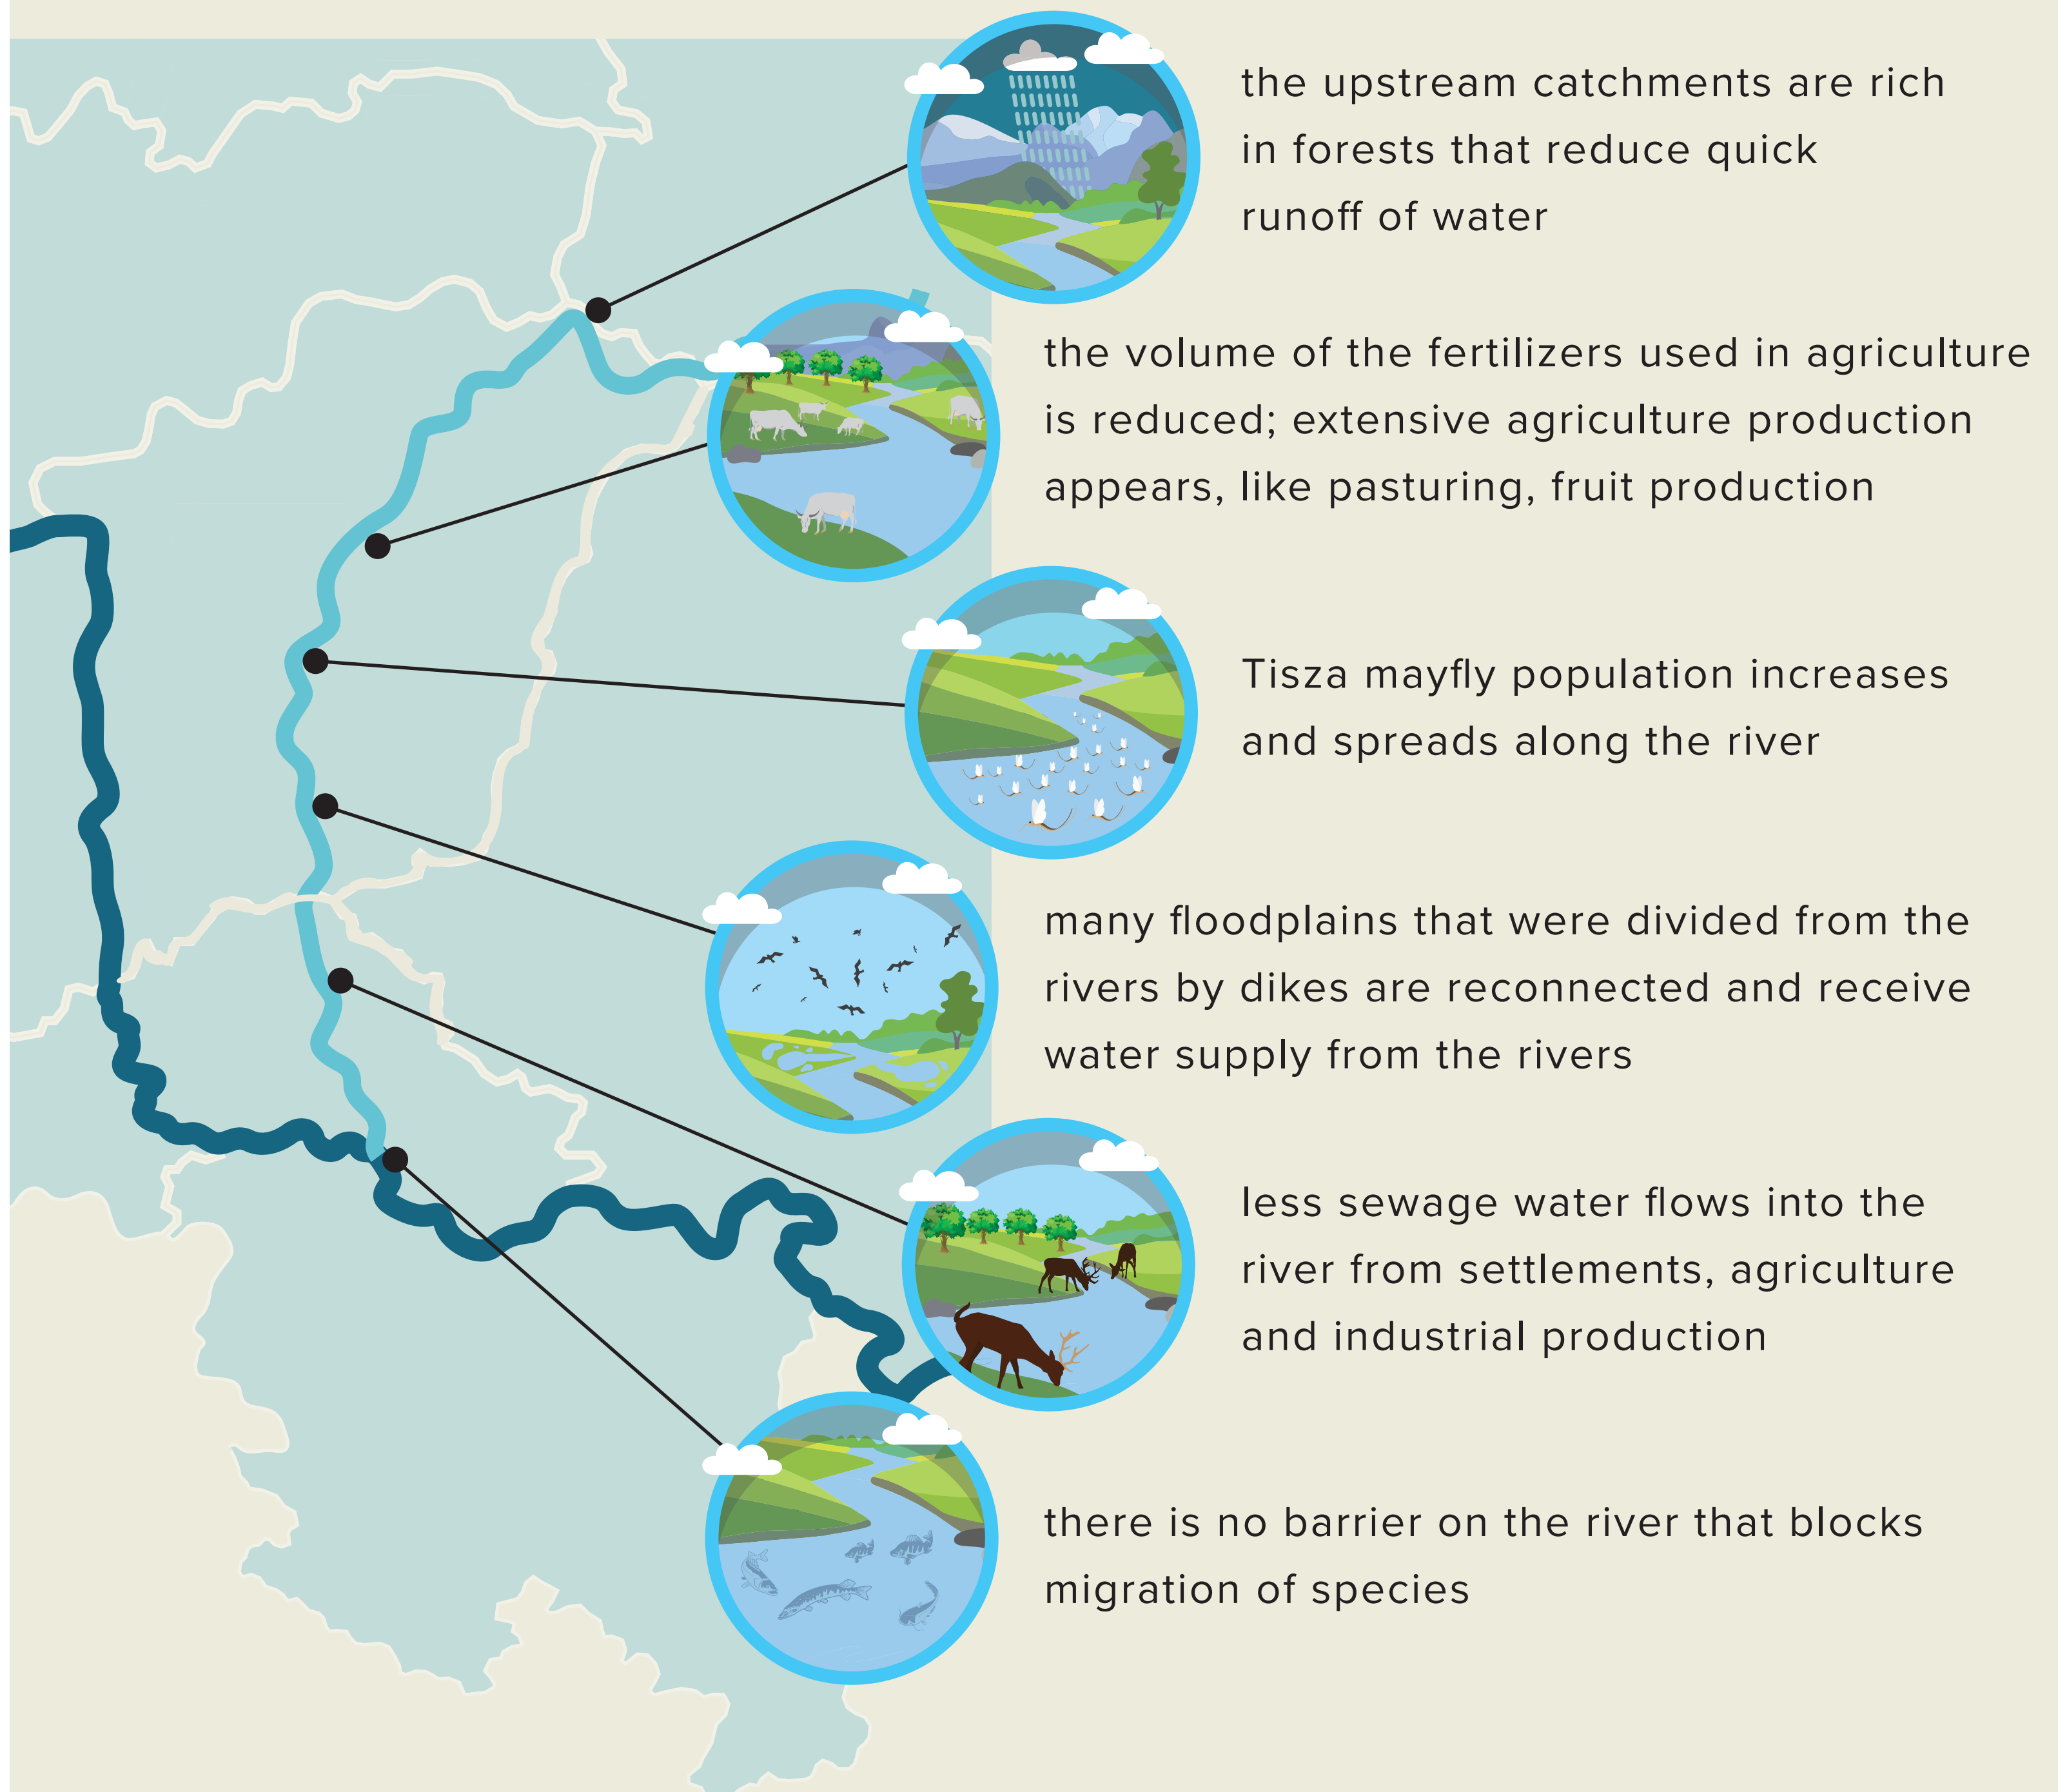 the upstream catchments are rich
in forests that reduce quick
runoff of water
the volume of the fertilizers used in agriculture
is reduced; extensive agriculture production
appears, like pasturing, fruit production
Tisza mayfly population increases
and spreads along the river
many floodplains that were divided from the
rivers by dikes are reconnected and receive
water supply from the rivers
less sewage water flows into the
river from settlements, agriculture
and industrial production
there is no barrier on the river that blocks
migration of species